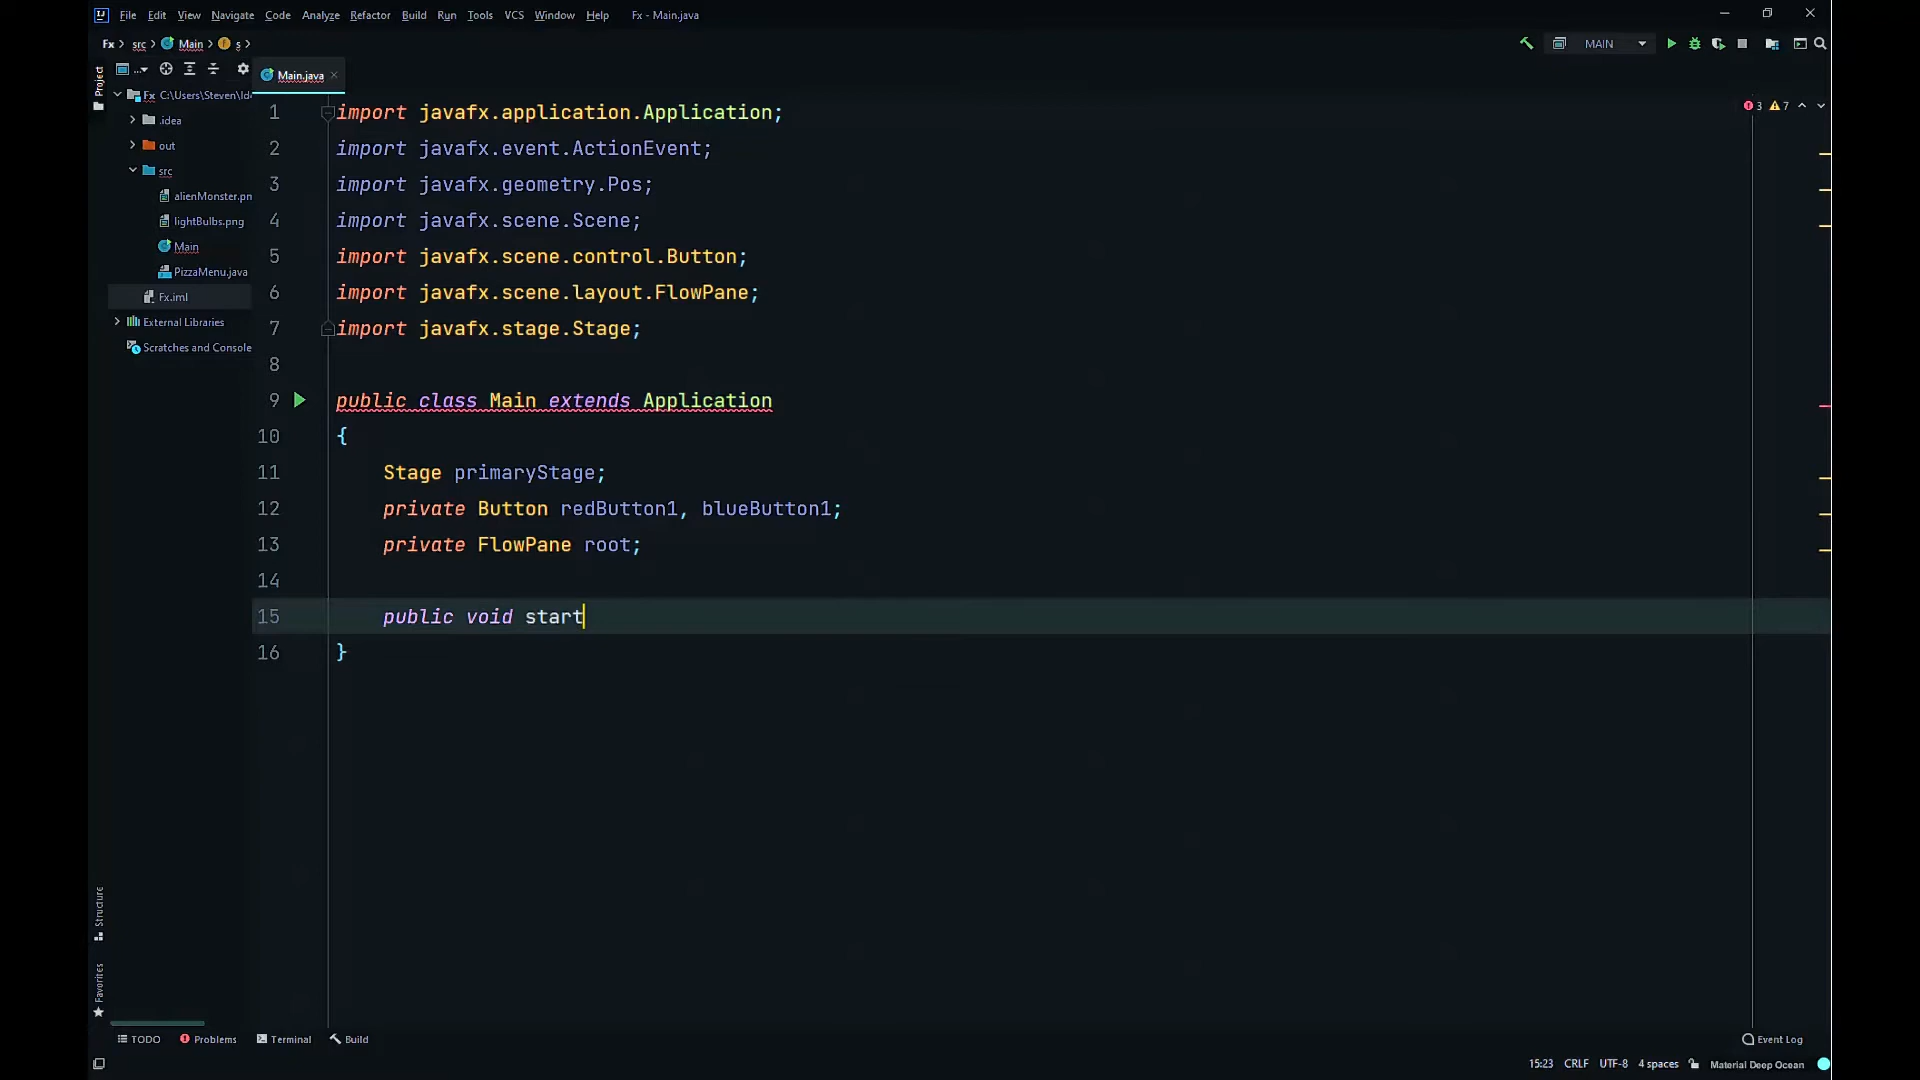 File Edit View Navigate Code Analyze Refactor Build Run Tools VCS Window Help Fx - Main.java
Fx src Main s MAIN
Project ... Main.java
Fx C:\Users\Steven\Id
.idea
out
src
alienMonster.pn
lightBulbs.png
Main
PizzaMenu.java
Fx.iml
External Libraries
Scratches and Console
3 7
1 import javafx.application.Application;
2 import javafx.event.ActionEvent;
3 import javafx.geometry.Pos;
4 import javafx.scene.Scene;
5 import javafx.scene.control.Button;
6 import javafx.scene.layout.FlowPane;
7 import javafx.stage.Stage;
8
9 public class Main extends Application
10 {
11 Stage primaryStage;
12 private Button redButton1, blueButton1;
13 private FlowPane root;
14
15 public void start
16 }
Structure
Favorites
TODO Problems Terminal Build Event Log
15:23 CRLF UTF-8 4 spaces Material Deep Ocean